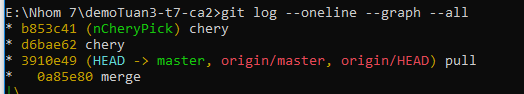 E:\Nhom 7\demoTuan3-t7-ca2>git log --oneline --graph --all
* b853c41 (nCheryPick) chery
* d6bae62 chery
* 3910e49 (HEAD -> master, origin/master, origin/HEAD) pull
*   0a85e80 merge
|\